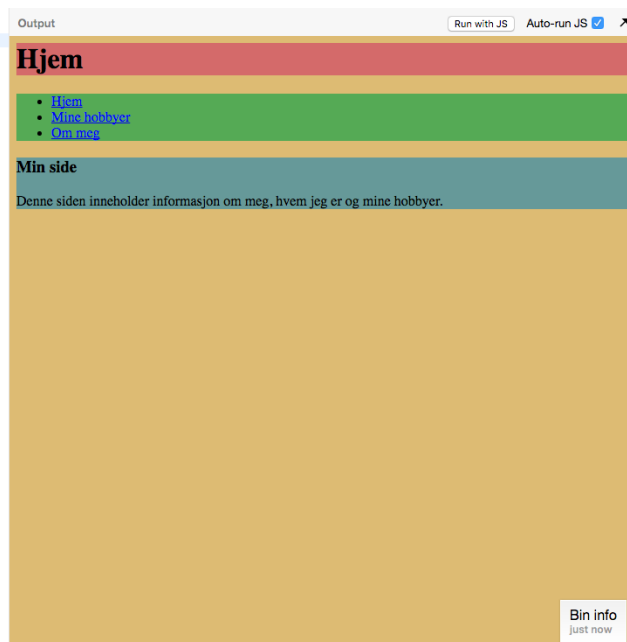 Output
Run with JS
Auto-run JS
Hjem
Hjem
Mine hobbyer
Om meg
Min side
Denne siden inneholder informasjon om meg, hvem jeg er og mine hobbyer.
Bin info
just now